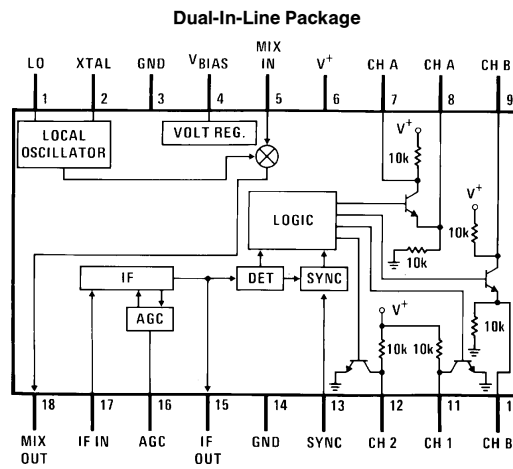 Dual-In-Line Package
LO XTAL GND VBIAS MIX IN V+ CH A CH A CH B
1 2 3 4 5 6 7 8 9
LOCAL OSCILLATOR
VOLT REG.
V+
10k
V+
10k
LOGIC
10k
IF
DET
SYNC
AGC
V+
10k
10k 10k
18 17 16 15 14 13 12 11 1
MIX OUT IF IN AGC IF OUT GND SYNC CH 2 CH 1 CH B